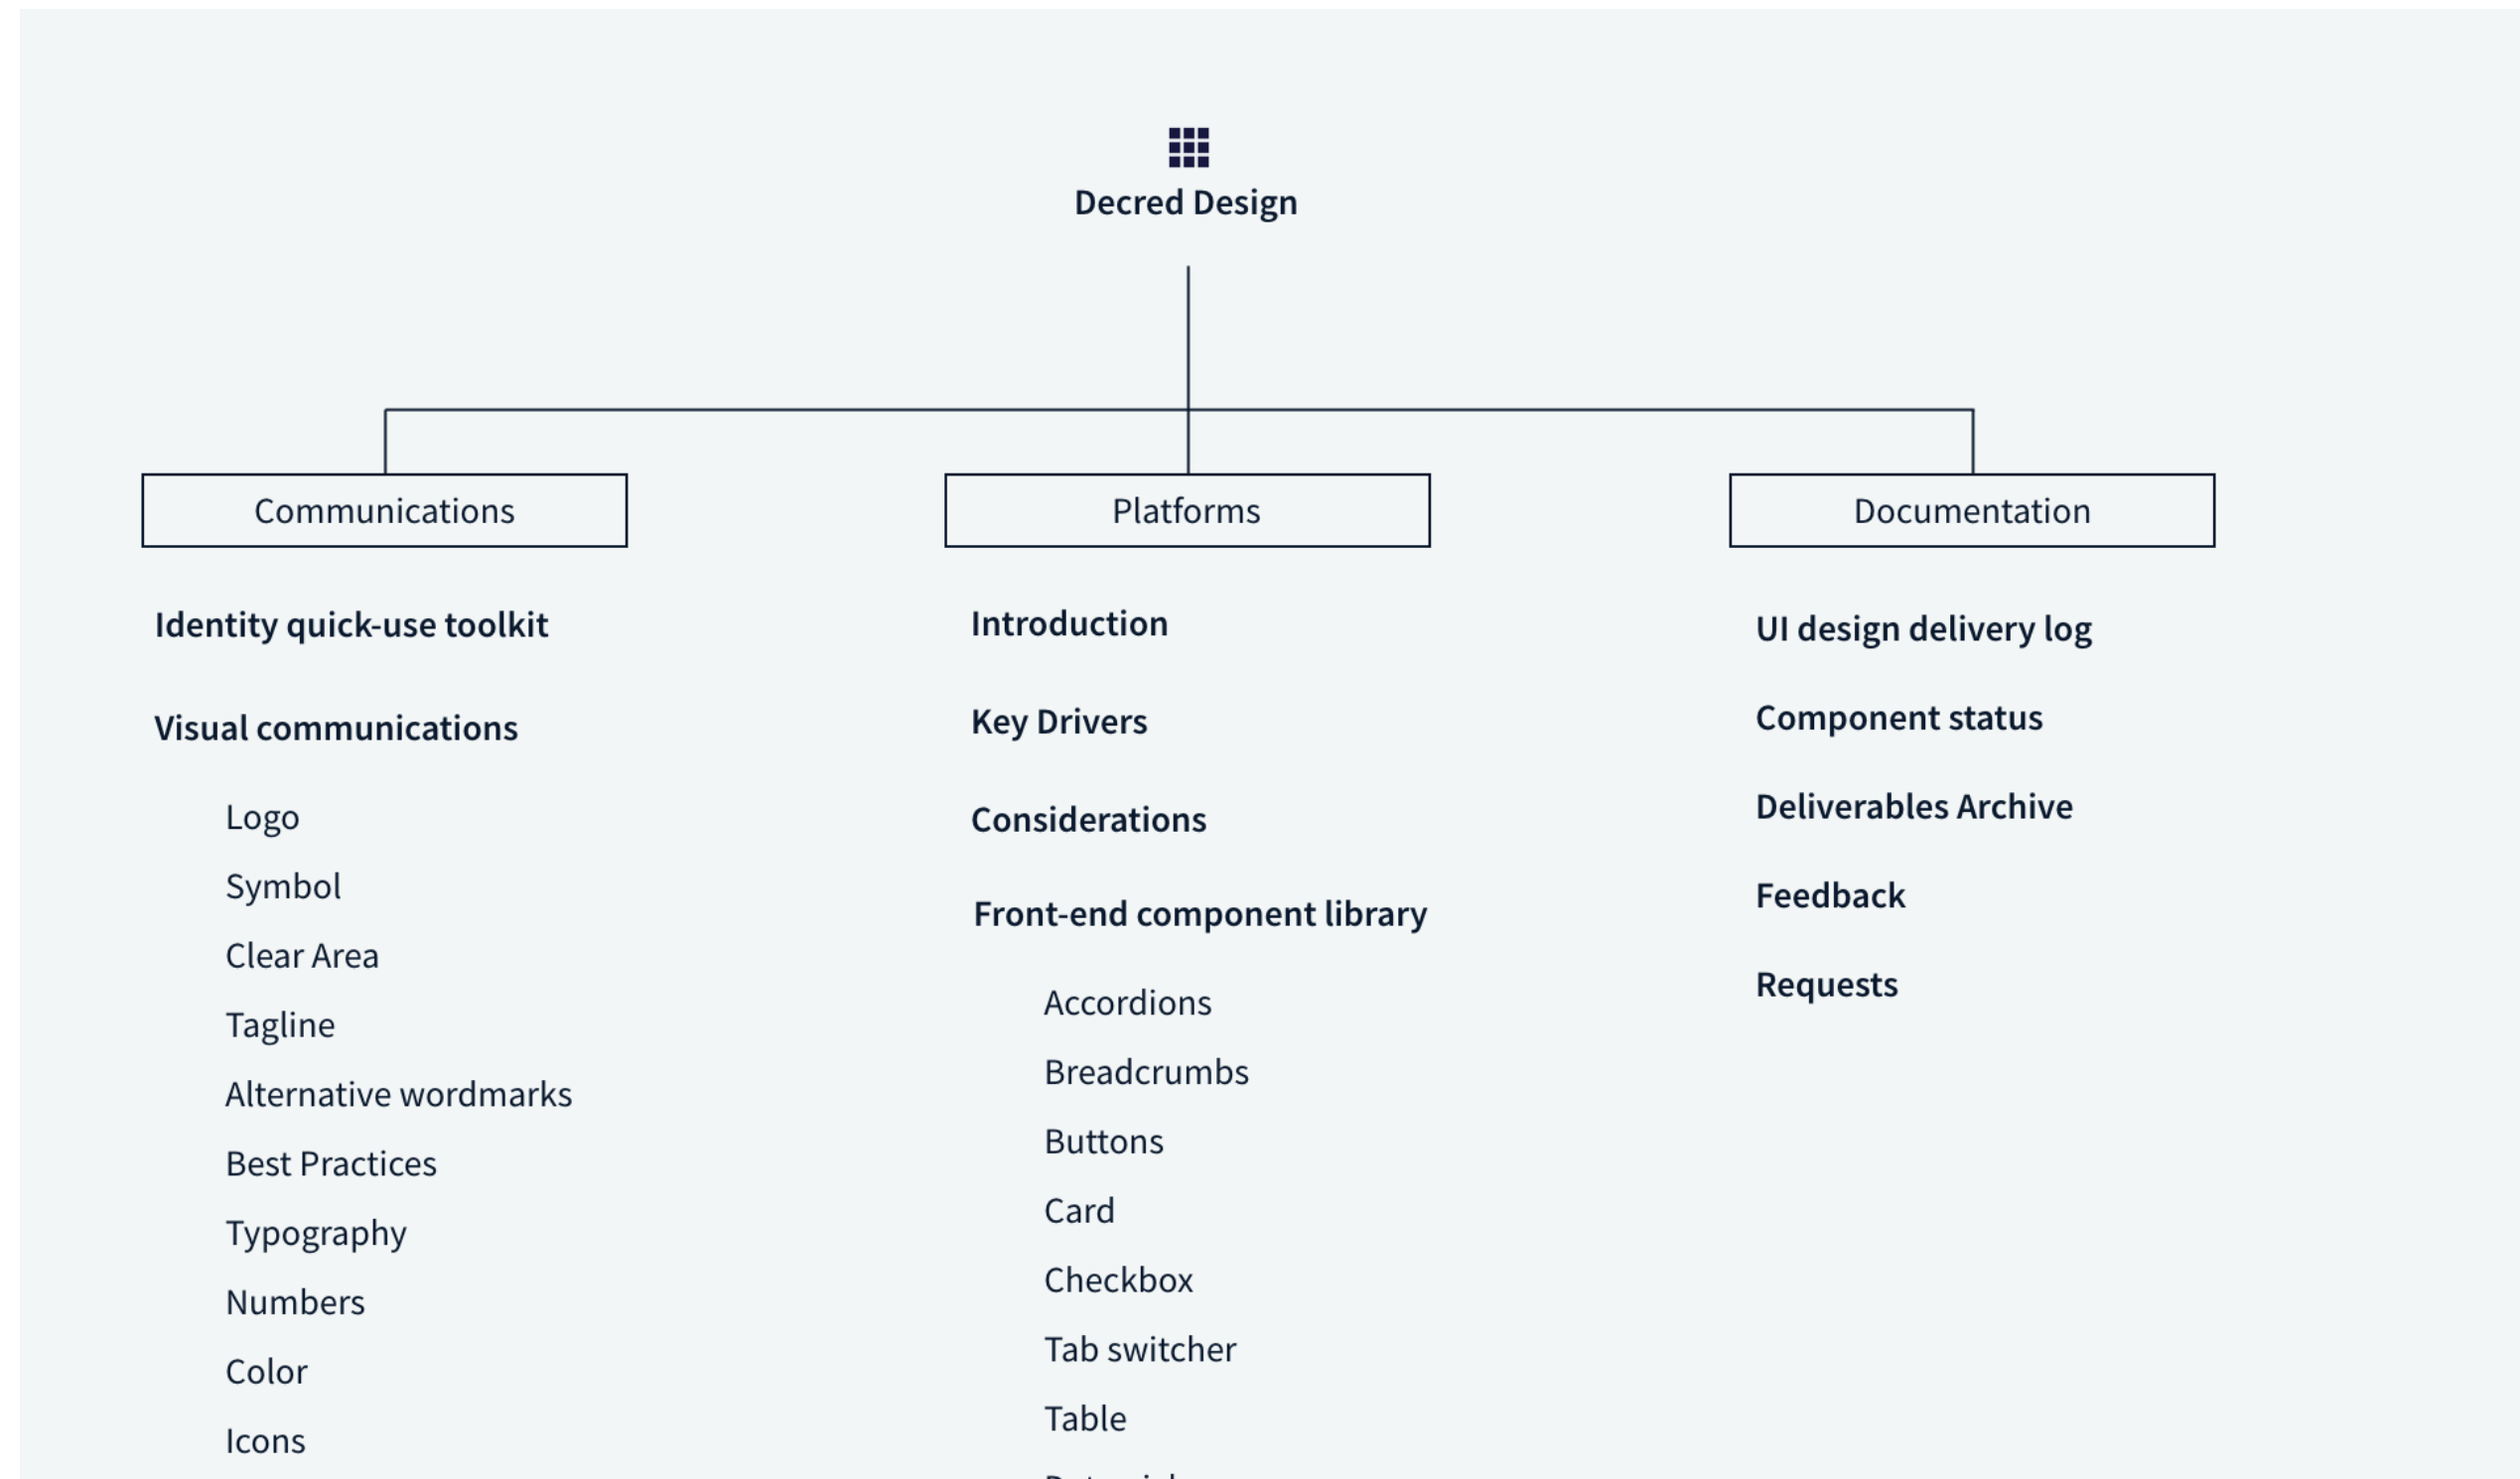 Decred Design
Communications
Identity quick-use toolkit
Visual communications
Logo
Symbol
Clear Area
Tagline
Alternative wordmarks
Best Practices
Typography
Numbers
Color
Icons
Platforms
Introduction
Key Drivers
Considerations
Front-end component library
Accordions
Breadcrumbs
Buttons
Card
Checkbox
Tab switcher
Table
Documentation
UI design delivery log
Component status
Deliverables Archive
Feedback
Requests